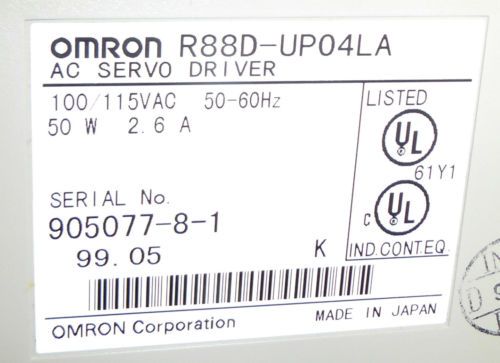 OMRON R88D-UP04LA
AC SERVO DRIVER
100/115VAC 50-60Hz
50 W 2.6 A
LISTED
UL
61Y1
C UL
IND.CONT.EQ.
SERIAL No.
905077-8-1
99.05 K
OMRON Corporation MADE IN JAPAN